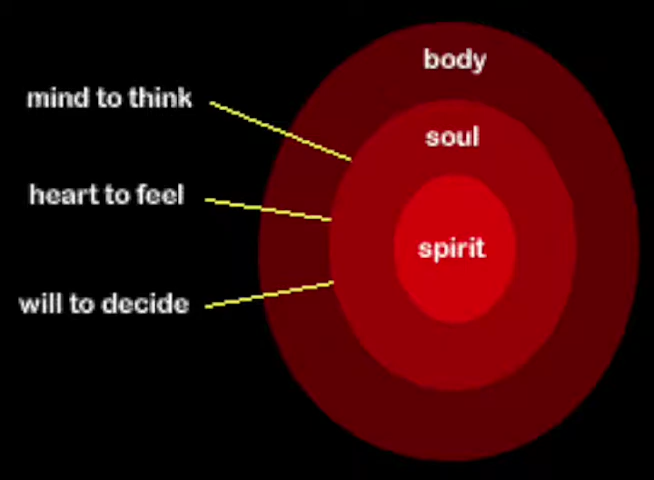 body
mind to think
soul
heart to feel
spirit
will to decide